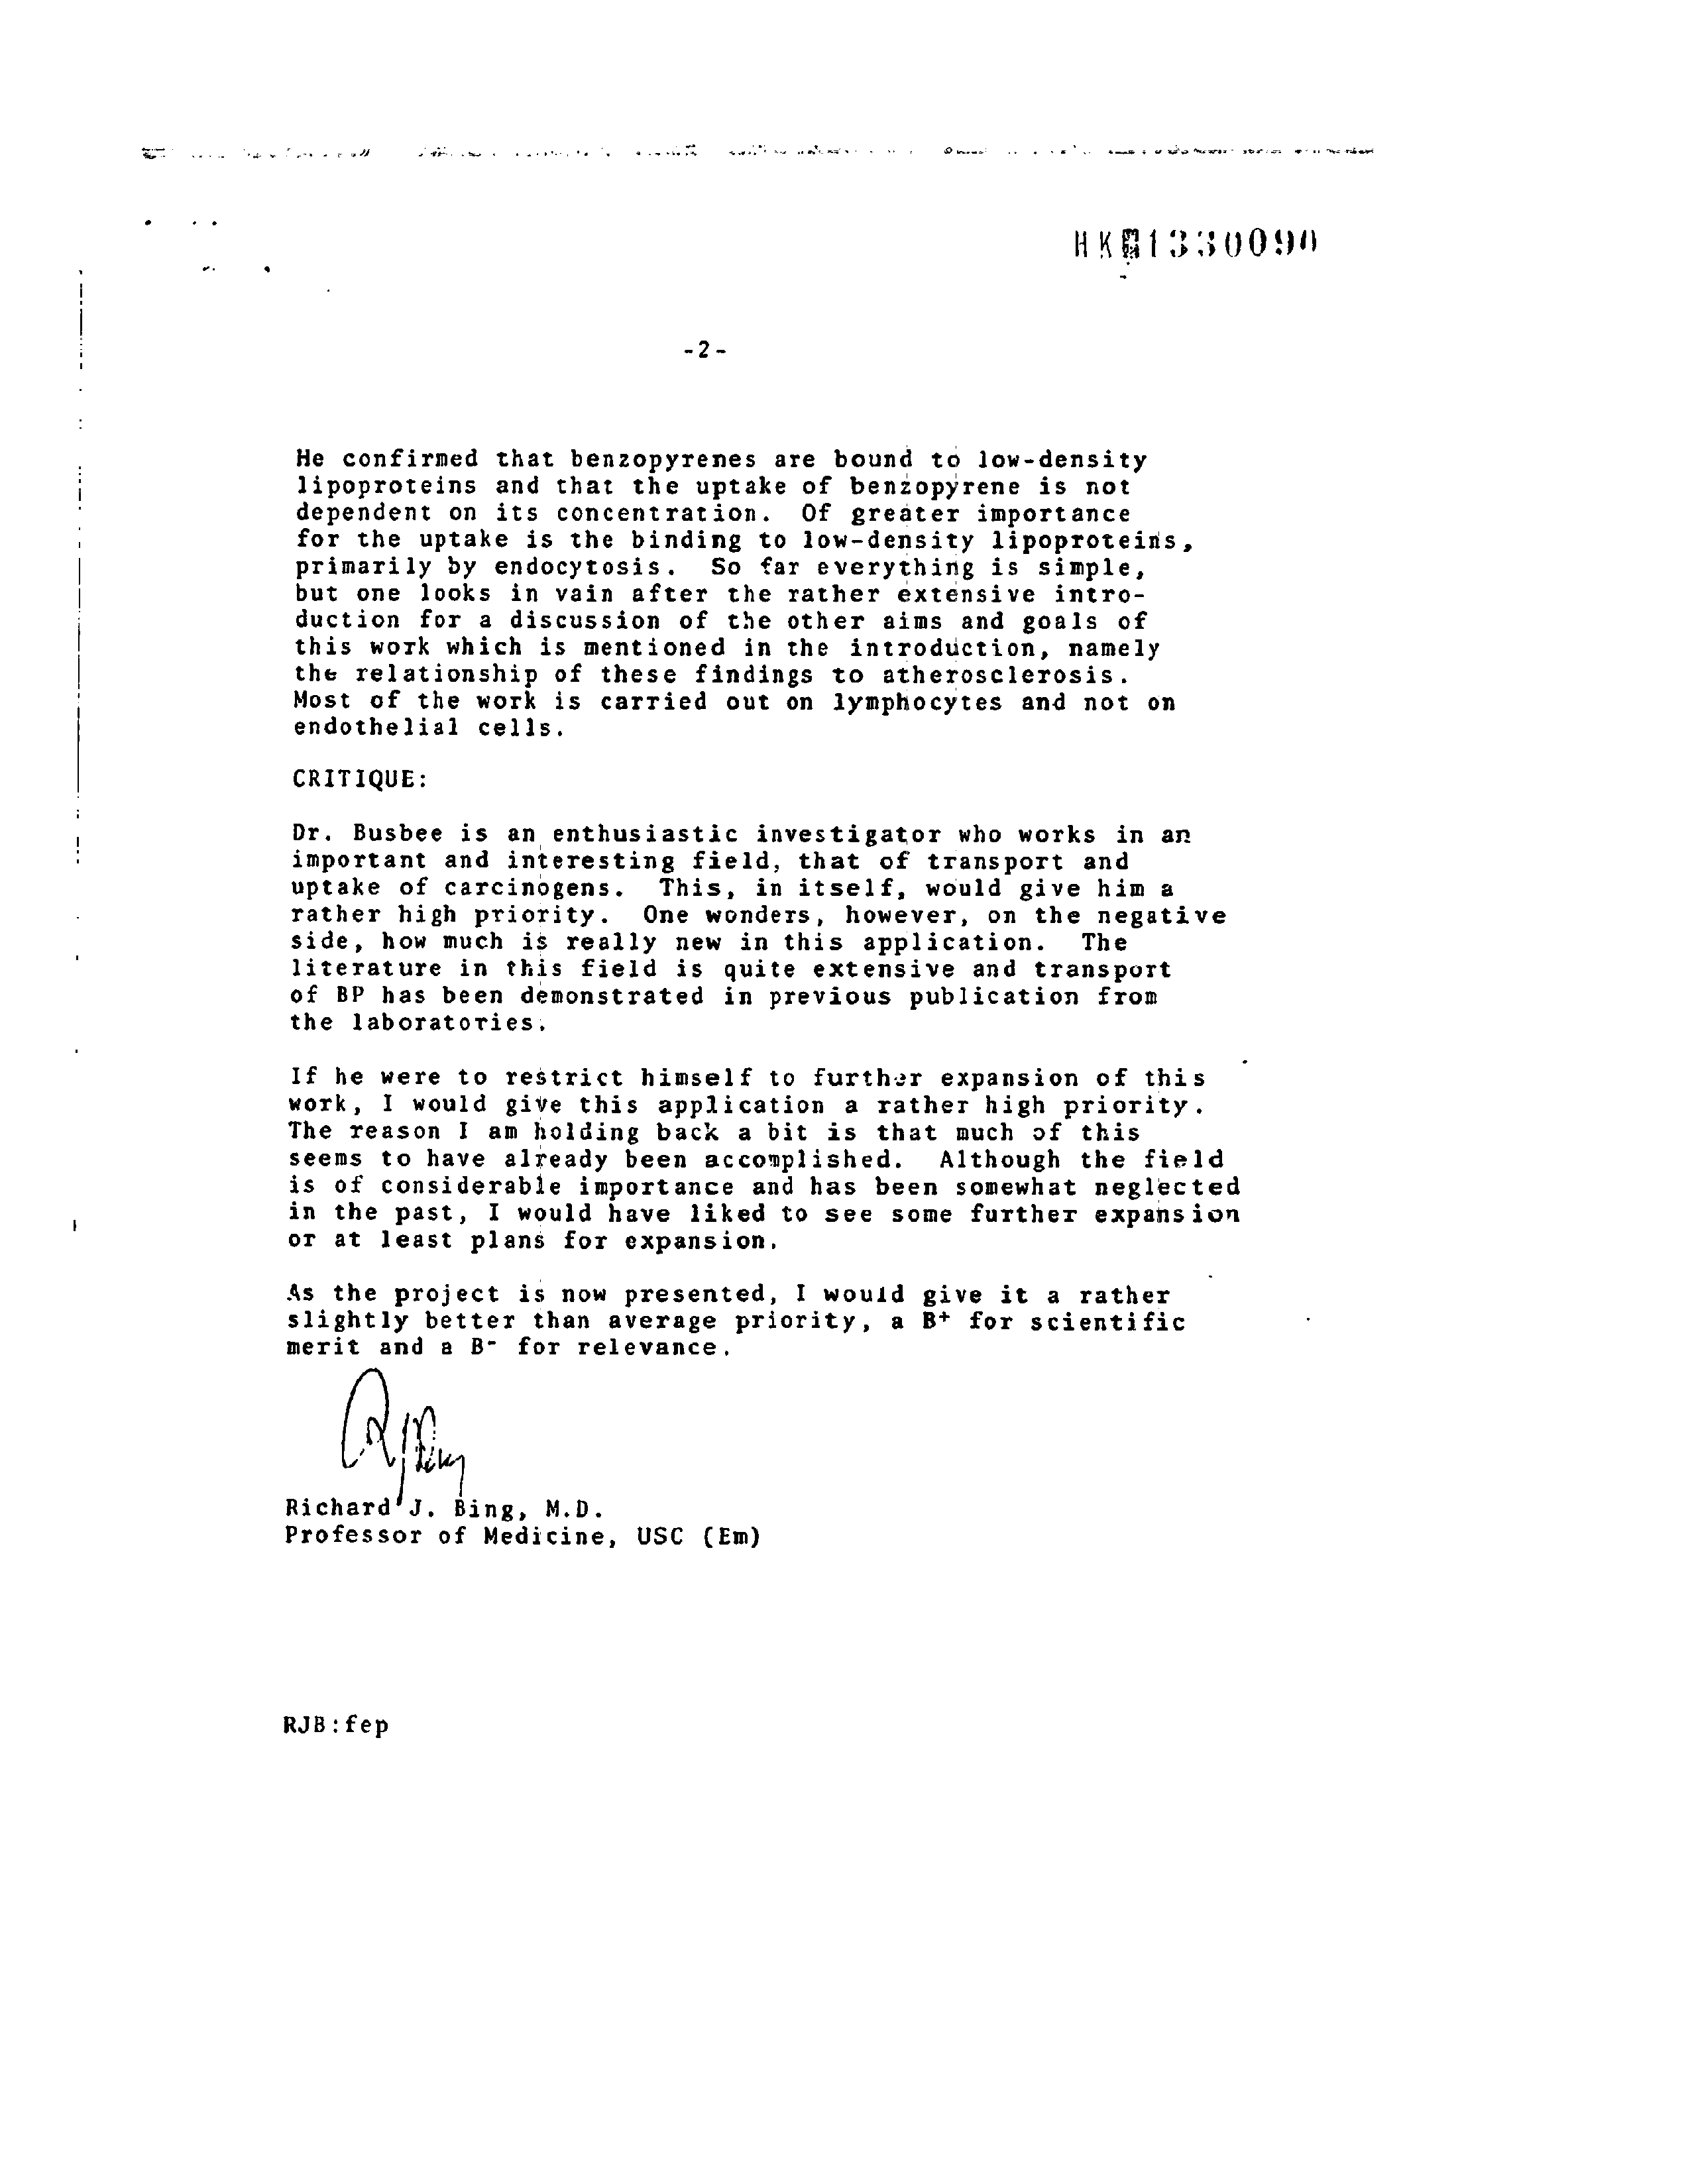 -2-
He confirmed that benzopyrenes are bound to low-density
lipoproteins and that the uptake of benzopyrene is not
dependent on its concentration. Of greater importance
for the uptake is the binding to low-density lipoproteins,
primarily by endocytosis. So far everything is simple,
but one looks in vain after the rather extensive intro-
duction for a discussion of the other aims and goals of
this work which is mentioned in the introduction, namely
the relationship of these findings to atherosclerosis.
Most of the work is carried out on lymphocytes and not on
endothelial cells.
CRITIQUE:
Dr. Busbee is an enthusiastic investigator who works in an
important and interesting field, that of transport and
uptake of carcinogens. This, in itself, would give him a
rather high priority. One wonders, however, on the negative
side, how much is really new in this application. The
literature in this field is quite extensive and transport
of BP has been demonstrated in previous publication from
the laboratories.
If he were to restrict himself to further expansion of this
work, I would give this application a rather high priority.
The reason I am holding back a bit is that much of this
seems to have already been accomplished. Although the field
is of considerable importance and has been somewhat neglected
in the past, I would have liked to see some further expansion
or at least plans for expansion.
As the project is now presented, I would give it a rather
slightly better than average priority, a B+ for scientific
merit and a B- for relevance.
Richard J. Bing, M.D.
Professor of Medicine, USC (Em)
RJB:fep